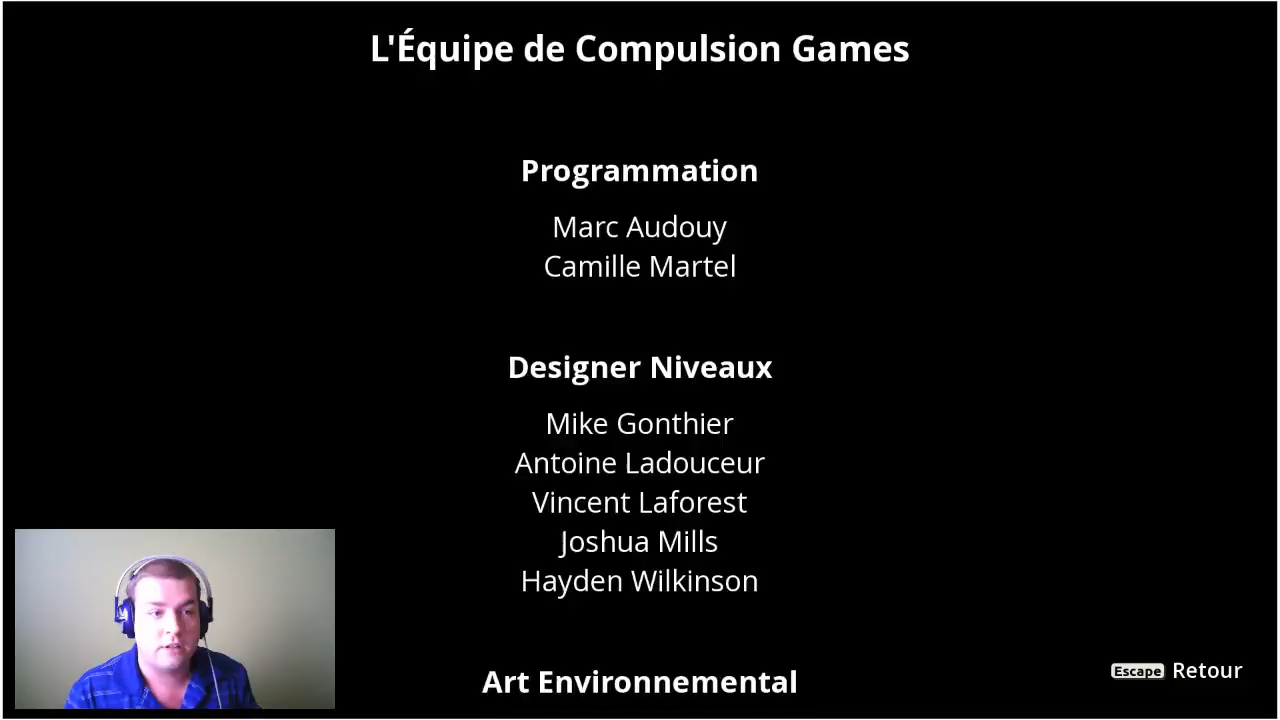 L'Équipe de Compulsion Games
Programmation
Marc Audouy
Camille Martel
Designer Niveaux
Mike Gonthier
Antoine Ladouceur
Vincent Laforest
Joshua Mills
Hayden Wilkinson
Art Environnemental
Escape Retour